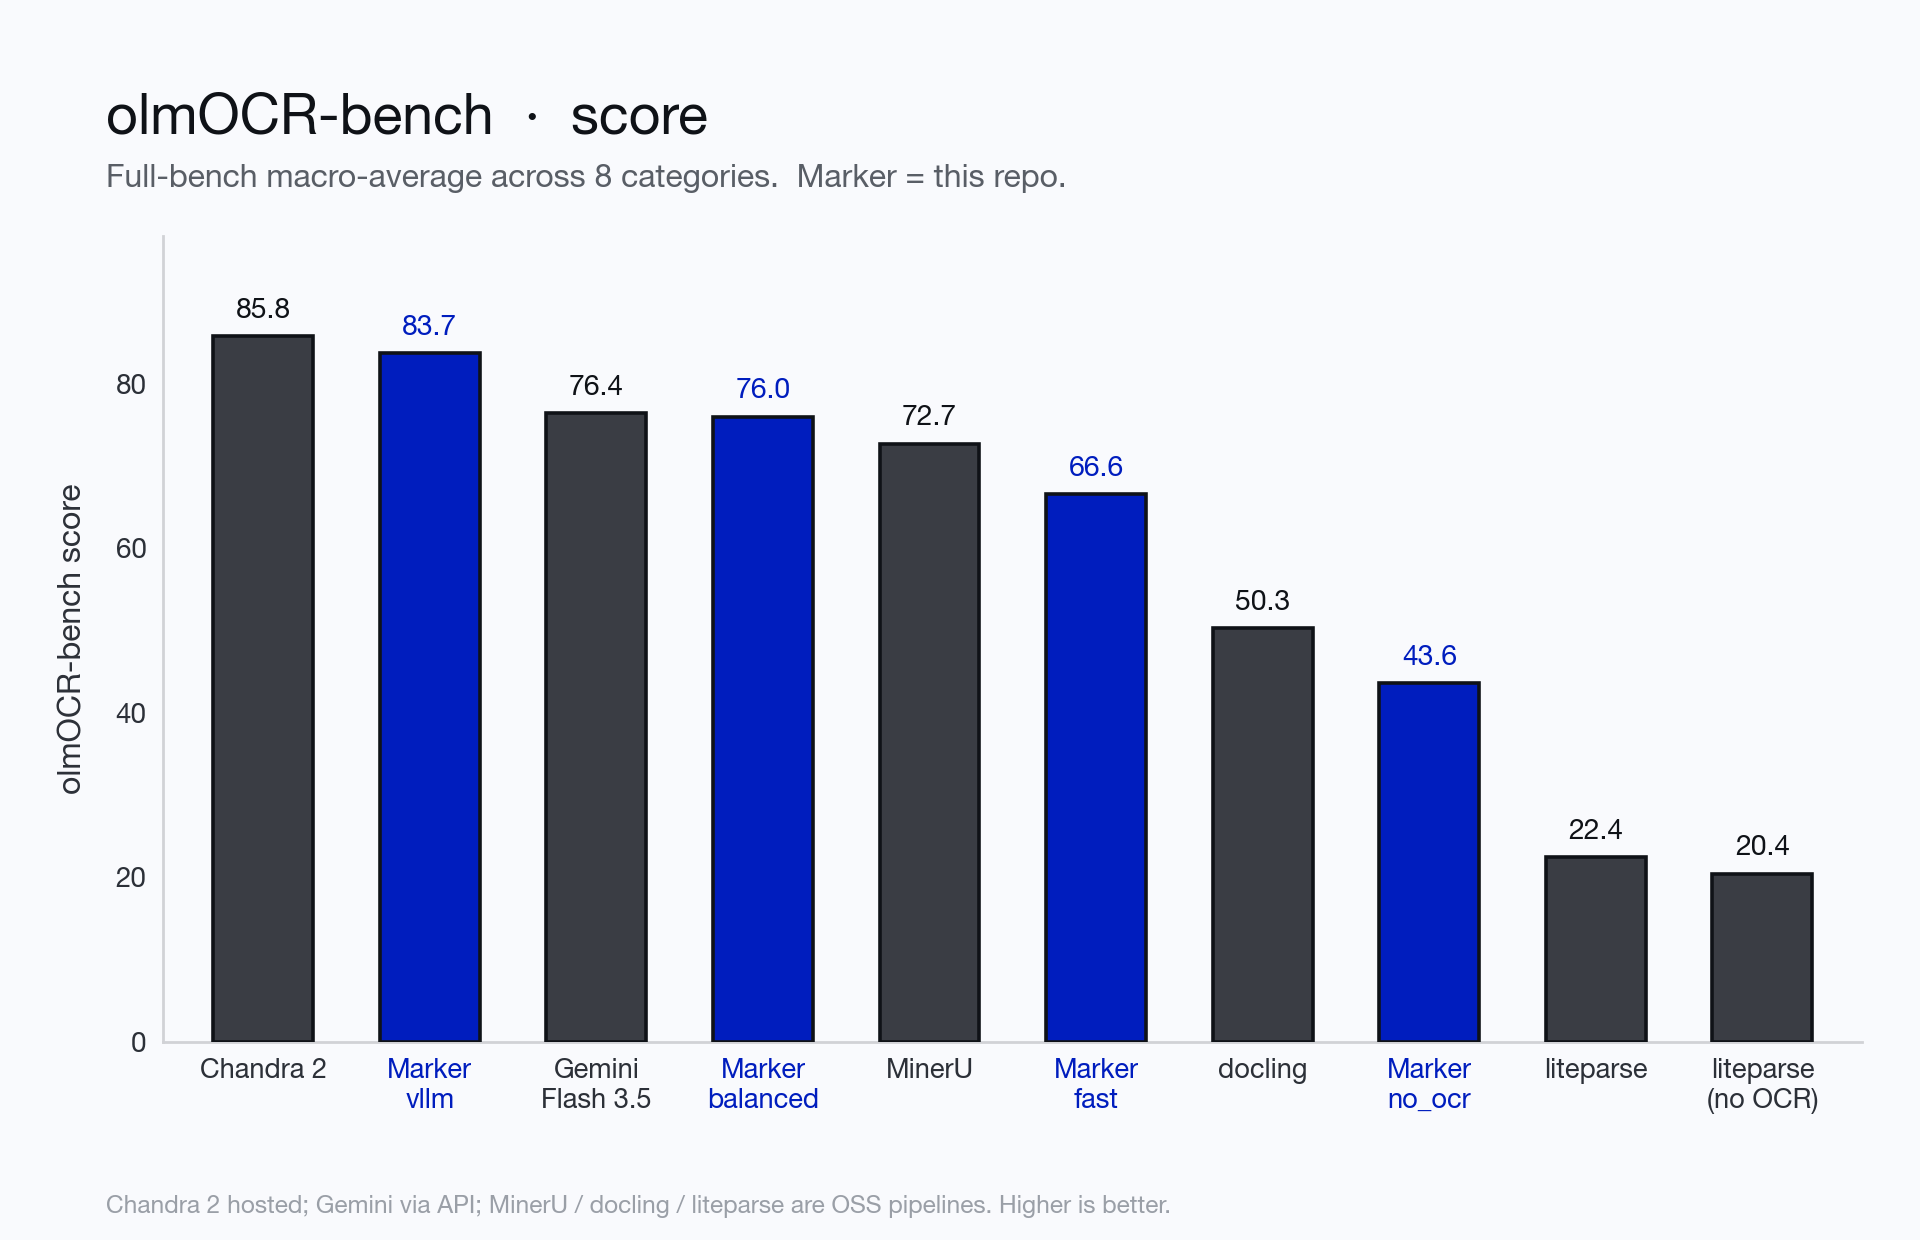 olmOCR-bench · score
Full-bench macro-average across 8 categories. Marker = this repo.
olmOCR-bench score
80
60
40
20
0
85.8
83.7
76.4
76.0
72.7
66.6
50.3
43.6
22.4
20.4
Chandra 2
Marker
vllm
Gemini
Flash 3.5
Marker
balanced
MinerU
Marker
fast
docling
Marker
no_ocr
liteparse
liteparse
(no OCR)
Chandra 2 hosted; Gemini via API; MinerU / docling / liteparse are OSS pipelines. Higher is better.